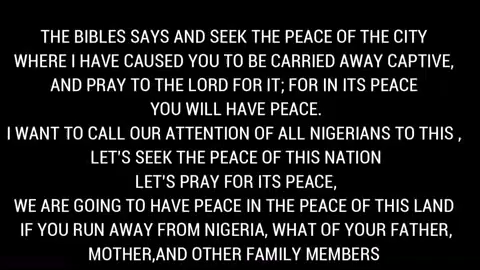 THE BIBLES SAYS AND SEEK THE PEACE OF THE CITY
WHERE I HAVE CAUSED YOU TO BE CARRIED AWAY CAPTIVE,
AND PRAY TO THE LORD FOR IT; FOR IN ITS PEACE
YOU WILL HAVE PEACE.
I WANT TO CALL OUR ATTENTION OF ALL NIGERIANS TO THIS ,
LET'S SEEK THE PEACE OF THIS NATION
LET'S PRAY FOR ITS PEACE,
WE ARE GOING TO HAVE PEACE IN THE PEACE OF THIS LAND
IF YOU RUN AWAY FROM NIGERIA, WHAT OF YOUR FATHER,
MOTHER,AND OTHER FAMILY MEMBERS